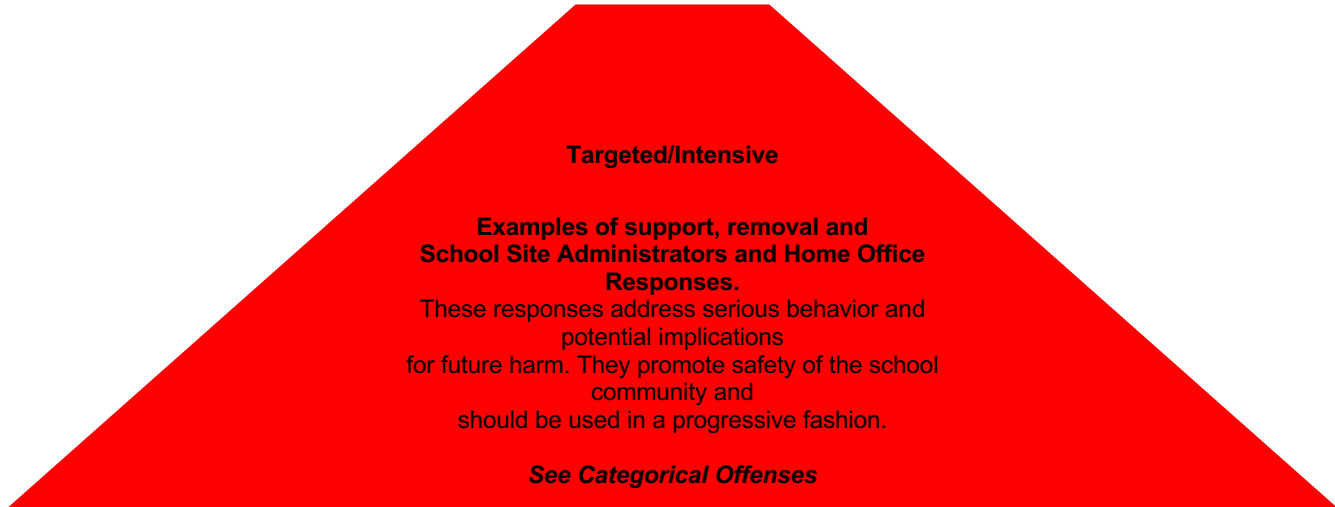 Targeted/Intensive
Examples of support, removal and
School Site Administrators and Home Office
Responses.
These responses address serious behavior and
potential implications
for future harm. They promote safety of the school
community and
should be used in a progressive fashion.
See Categorical Offenses